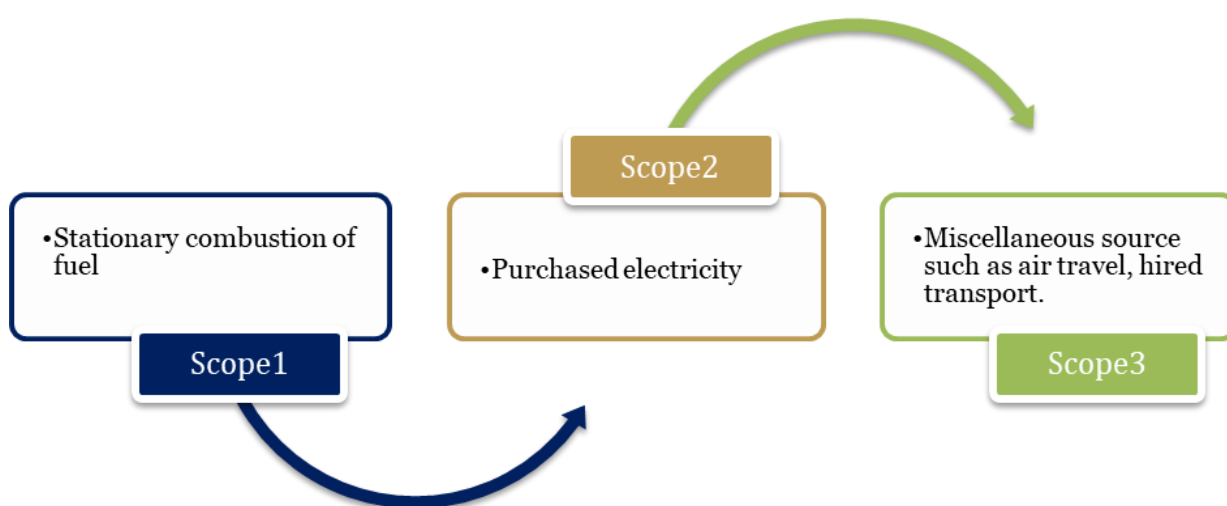 •Stationary combustion of
fuel
Scope1
Scope2
•Purchased electricity
•Miscellaneous source
such as air travel, hired
transport.
Scope3